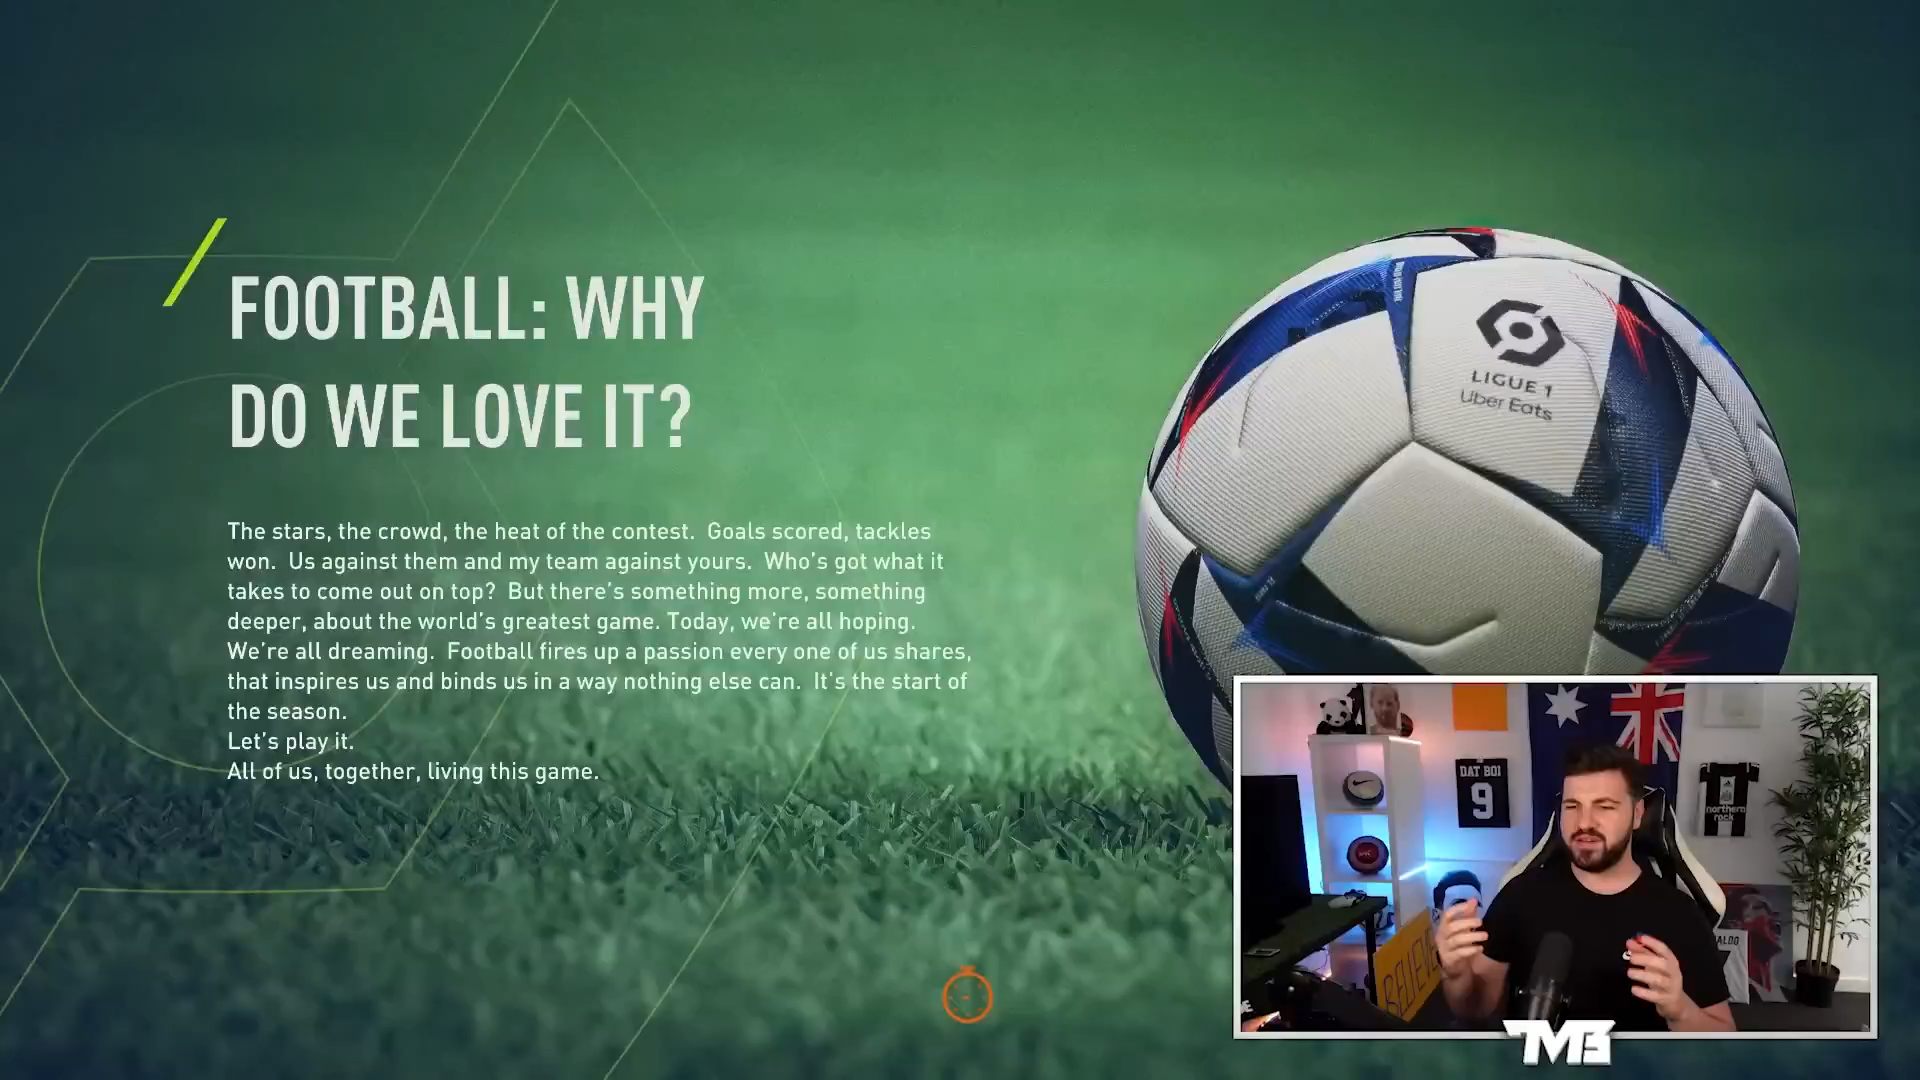 FOOTBALL: WHY
DO WE LOVE IT?
The stars, the crowd, the heat of the contest.  Goals scored, tackles
won.  Us against them and my team against yours.  Who's got what it
takes to come out on top?  But there's something more, something
deeper, about the world's greatest game. Today, we're all hoping.
We're all dreaming.  Football fires up a passion every one of us shares,
that inspires us and binds us in a way nothing else can.  It's the start of
the season.
Let's play it.
All of us, together, living this game.
LIGUE 1
Uber Eats
DAT BOI
9
northern
rock
BELIEVE
TMB